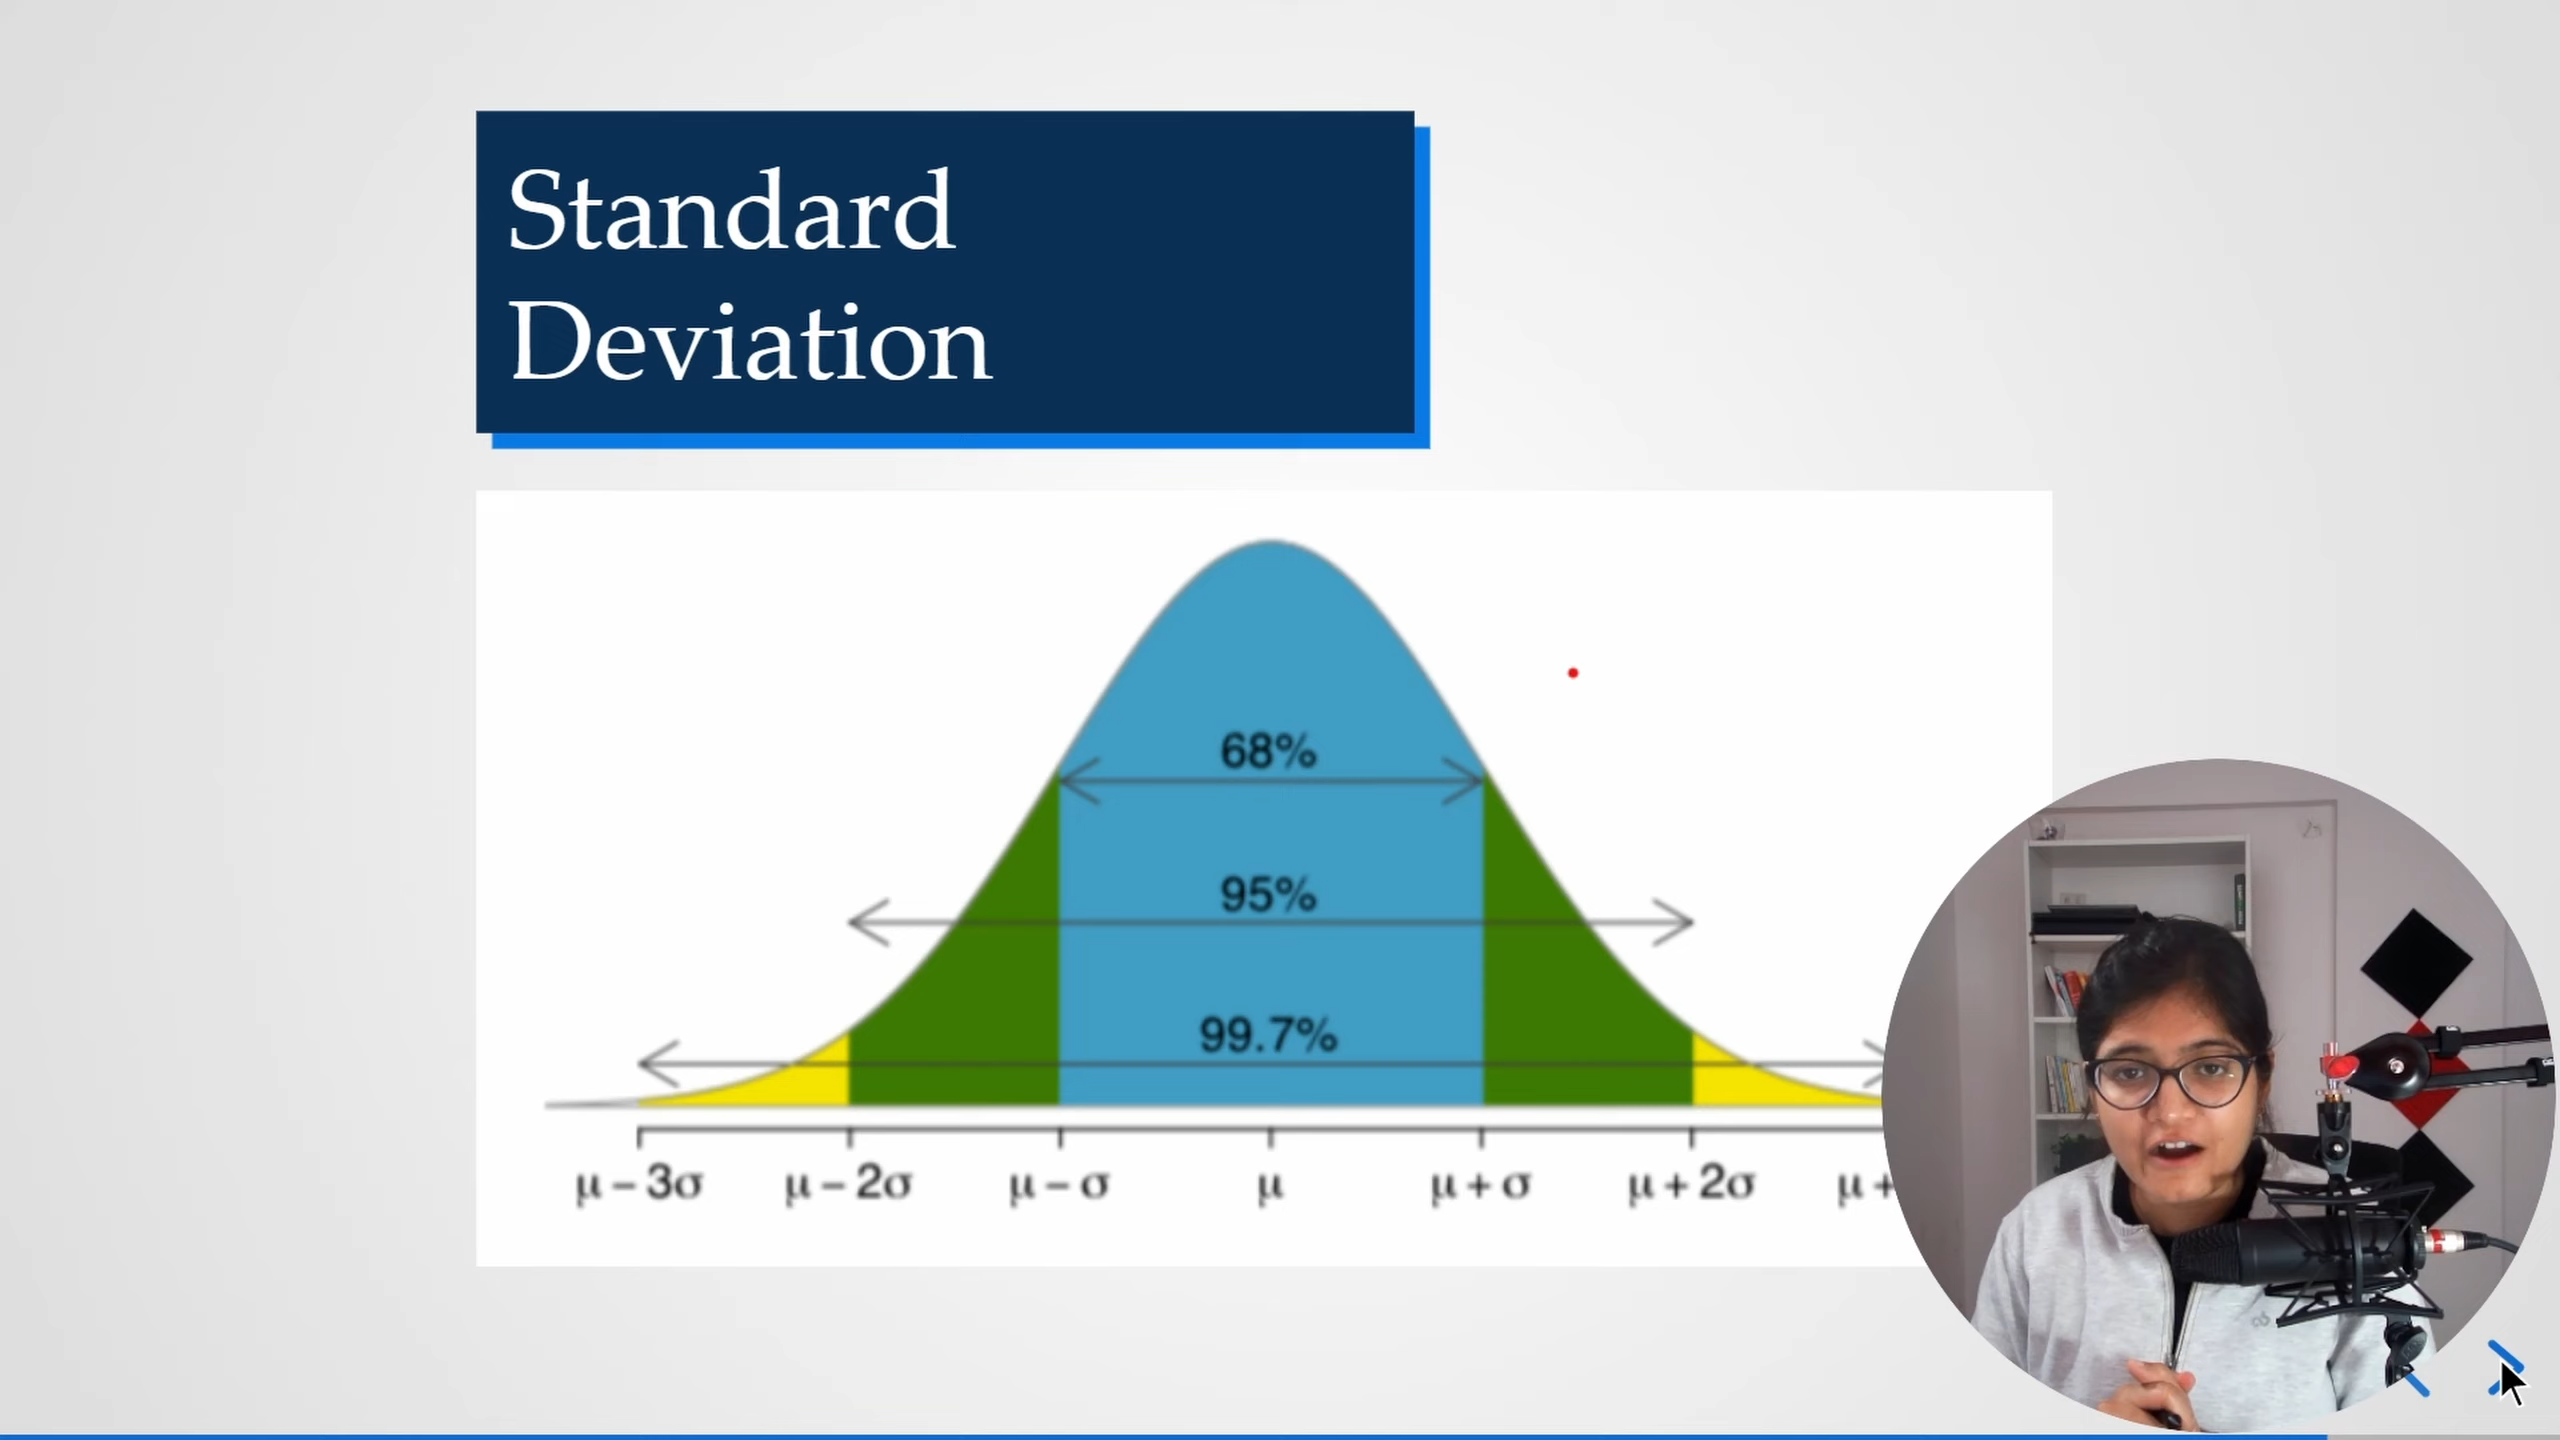 Standard
Deviation
68%
95%
99.7%
μ – 3σ μ – 2σ μ – σ μ μ + σ μ + 2σ μ +